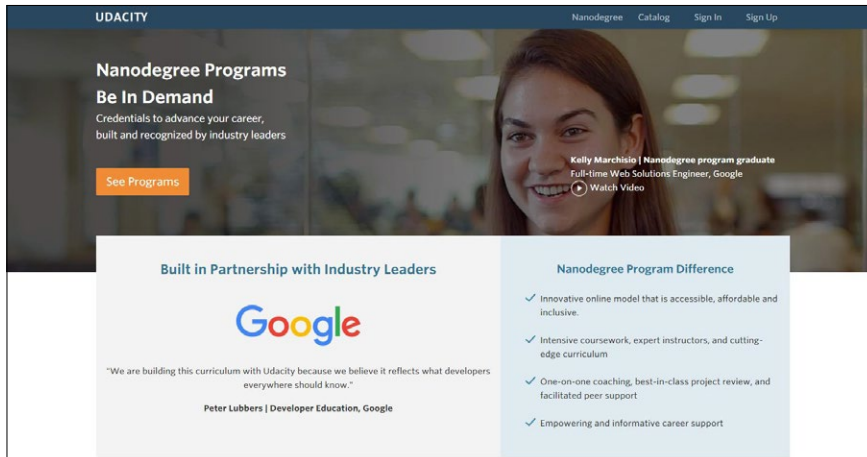 UDACITY
Nanodegree Catalog Sign In Sign Up
Nanodegree Programs
Be In Demand
Credentials to advance your career,
built and recognized by industry leaders
See Programs
Kelly Marchisio | Nanodegree program graduate
Full-time Web Solutions Engineer, Google
Watch Video
Built in Partnership with Industry Leaders
Google
"We are building this curriculum with Udacity because we believe it reflects what developers
everywhere should know."
Peter Lubbers | Developer Education, Google
Nanodegree Program Difference
Innovative online model that is accessible, affordable and
inclusive.
Intensive coursework, expert instructors, and cutting-
edge curriculum
One-on-one coaching, best-in-class project review, and
facilitated peer support
Empowering and informative career support